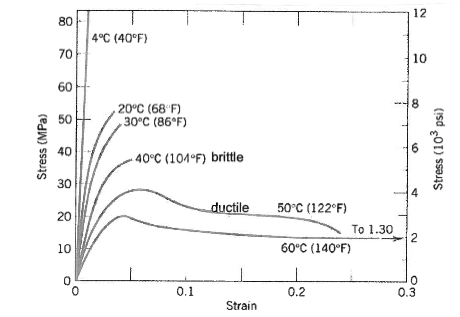 80
70
60
50
40
30
20
10
0
Stress (MPa)
4°C (40°F)
20°C (68°F)
30°C (86°F)
40°C (104°F) brittle
ductile
50°C (122°F)
To 1.30
60°C (140°F)
12
10
8
6
4
2
0
Stress (10³ psi)
0
0.1
0.2
0.3
Strain